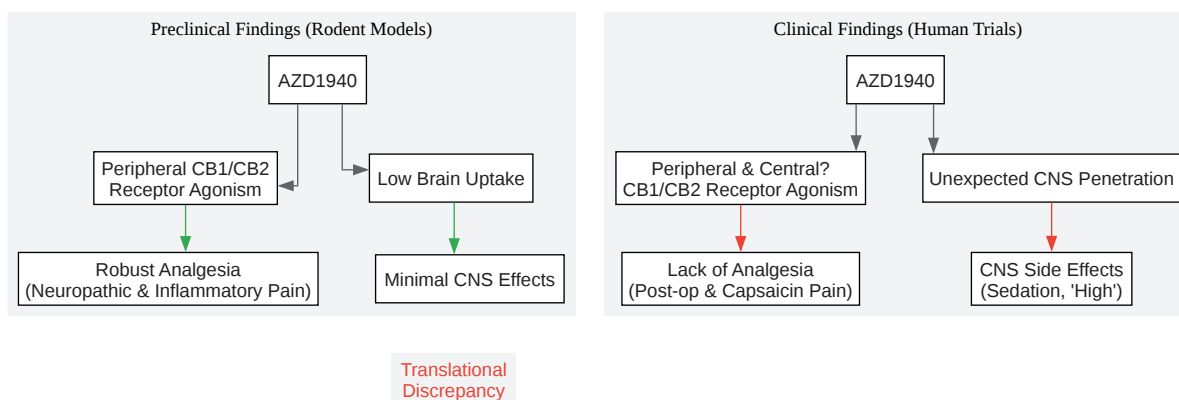 Preclinical Findings (Rodent Models)
AZD1940
Peripheral CB1/CB2
Receptor Agonism
Low Brain Uptake
Robust Analgesia
(Neuropathic & Inflammatory Pain)
Minimal CNS Effects
Clinical Findings (Human Trials)
AZD1940
Peripheral & Central?
CB1/CB2 Receptor Agonism
Unexpected CNS Penetration
Lack of Analgesia
(Post-op & Capsaicin Pain)
CNS Side Effects
(Sedation, 'High')
Translational
Discrepancy